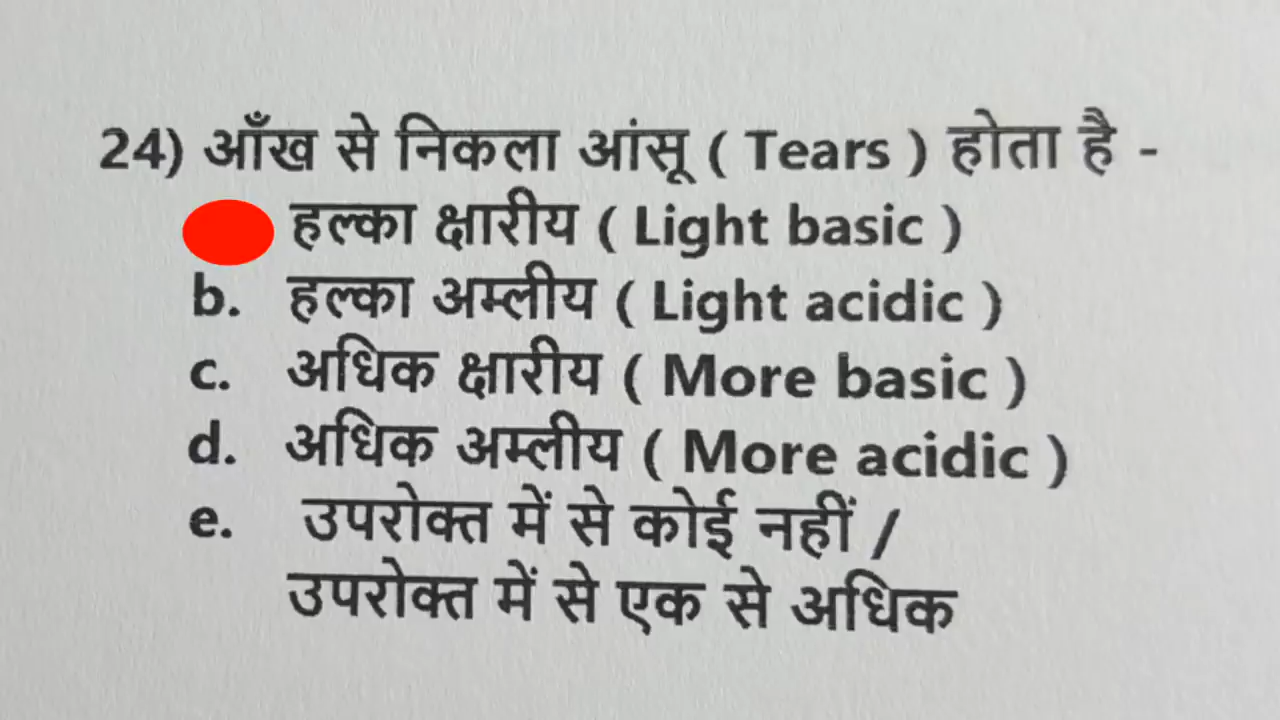 24) आँख से निकला आंसू ( Tears ) होता है -
हल्का क्षारीय ( Light basic )
b. हल्का अम्लीय ( Light acidic )
c. अधिक क्षारीय ( More basic )
d. अधिक अम्लीय ( More acidic )
e. उपरोक्त में से कोई नहीं /
उपरोक्त में से एक से अधिक